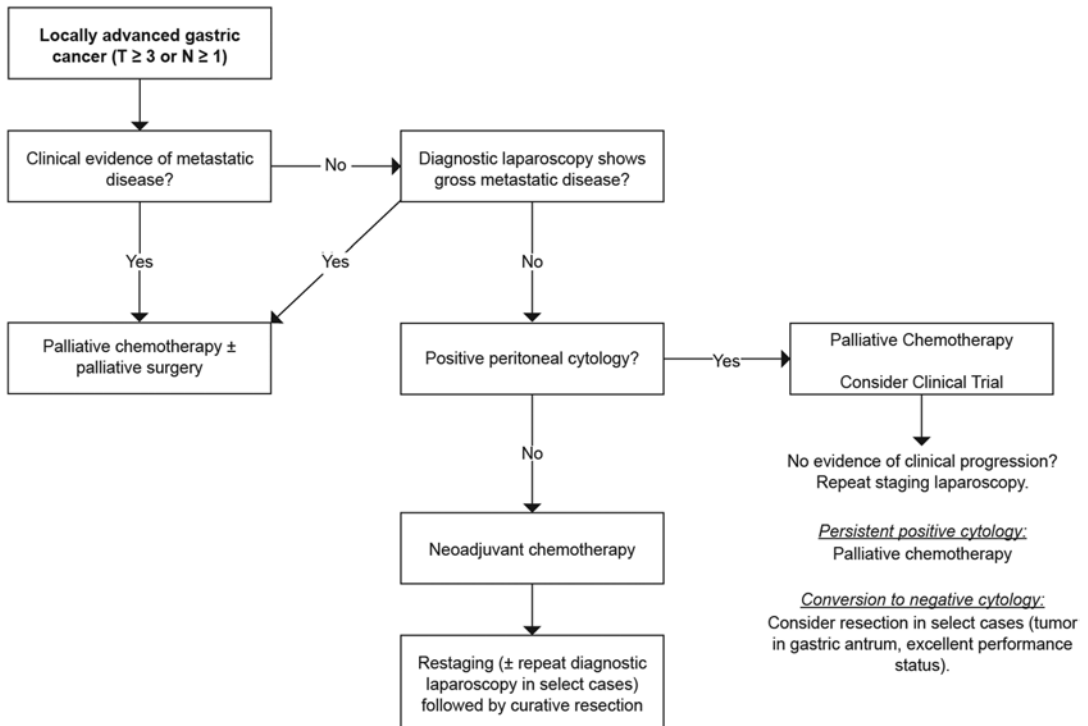 Locally advanced gastric
cancer (T ≥ 3 or N ≥ 1)
Clinical evidence of metastatic
disease?
No
Diagnostic laparoscopy shows
gross metastatic disease?
Yes
Yes
No
Palliative chemotherapy ±
palliative surgery
Positive peritoneal cytology?
Yes
Palliative Chemotherapy
Consider Clinical Trial
No
No evidence of clinical progression?
Repeat staging laparoscopy.
Persistent positive cytology:
Palliative chemotherapy
Conversion to negative cytology:
Consider resection in select cases (tumor
in gastric antrum, excellent performance
status).
Neoadjuvant chemotherapy
Restaging (± repeat diagnostic
laparoscopy in select cases)
followed by curative resection